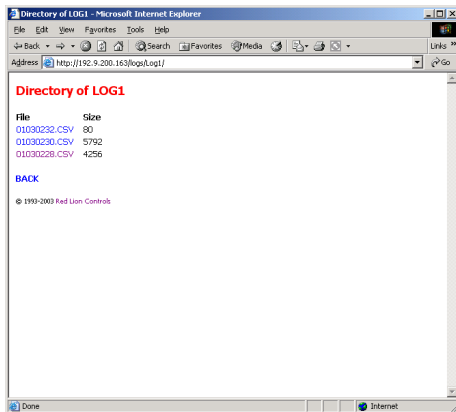 Directory of LOG1 - Microsoft Internet Explorer
File Edit View Favorites Tools Help
Back Search Favorites Media Links »
Address http://192.9.200.163/logs/Log1/ Go
Directory of LOG1
File Size
01030232.CSV 80
01030230.CSV 5792
01030228.CSV 4256
BACK
© 1993-2003 Red Lion Controls
Done Internet